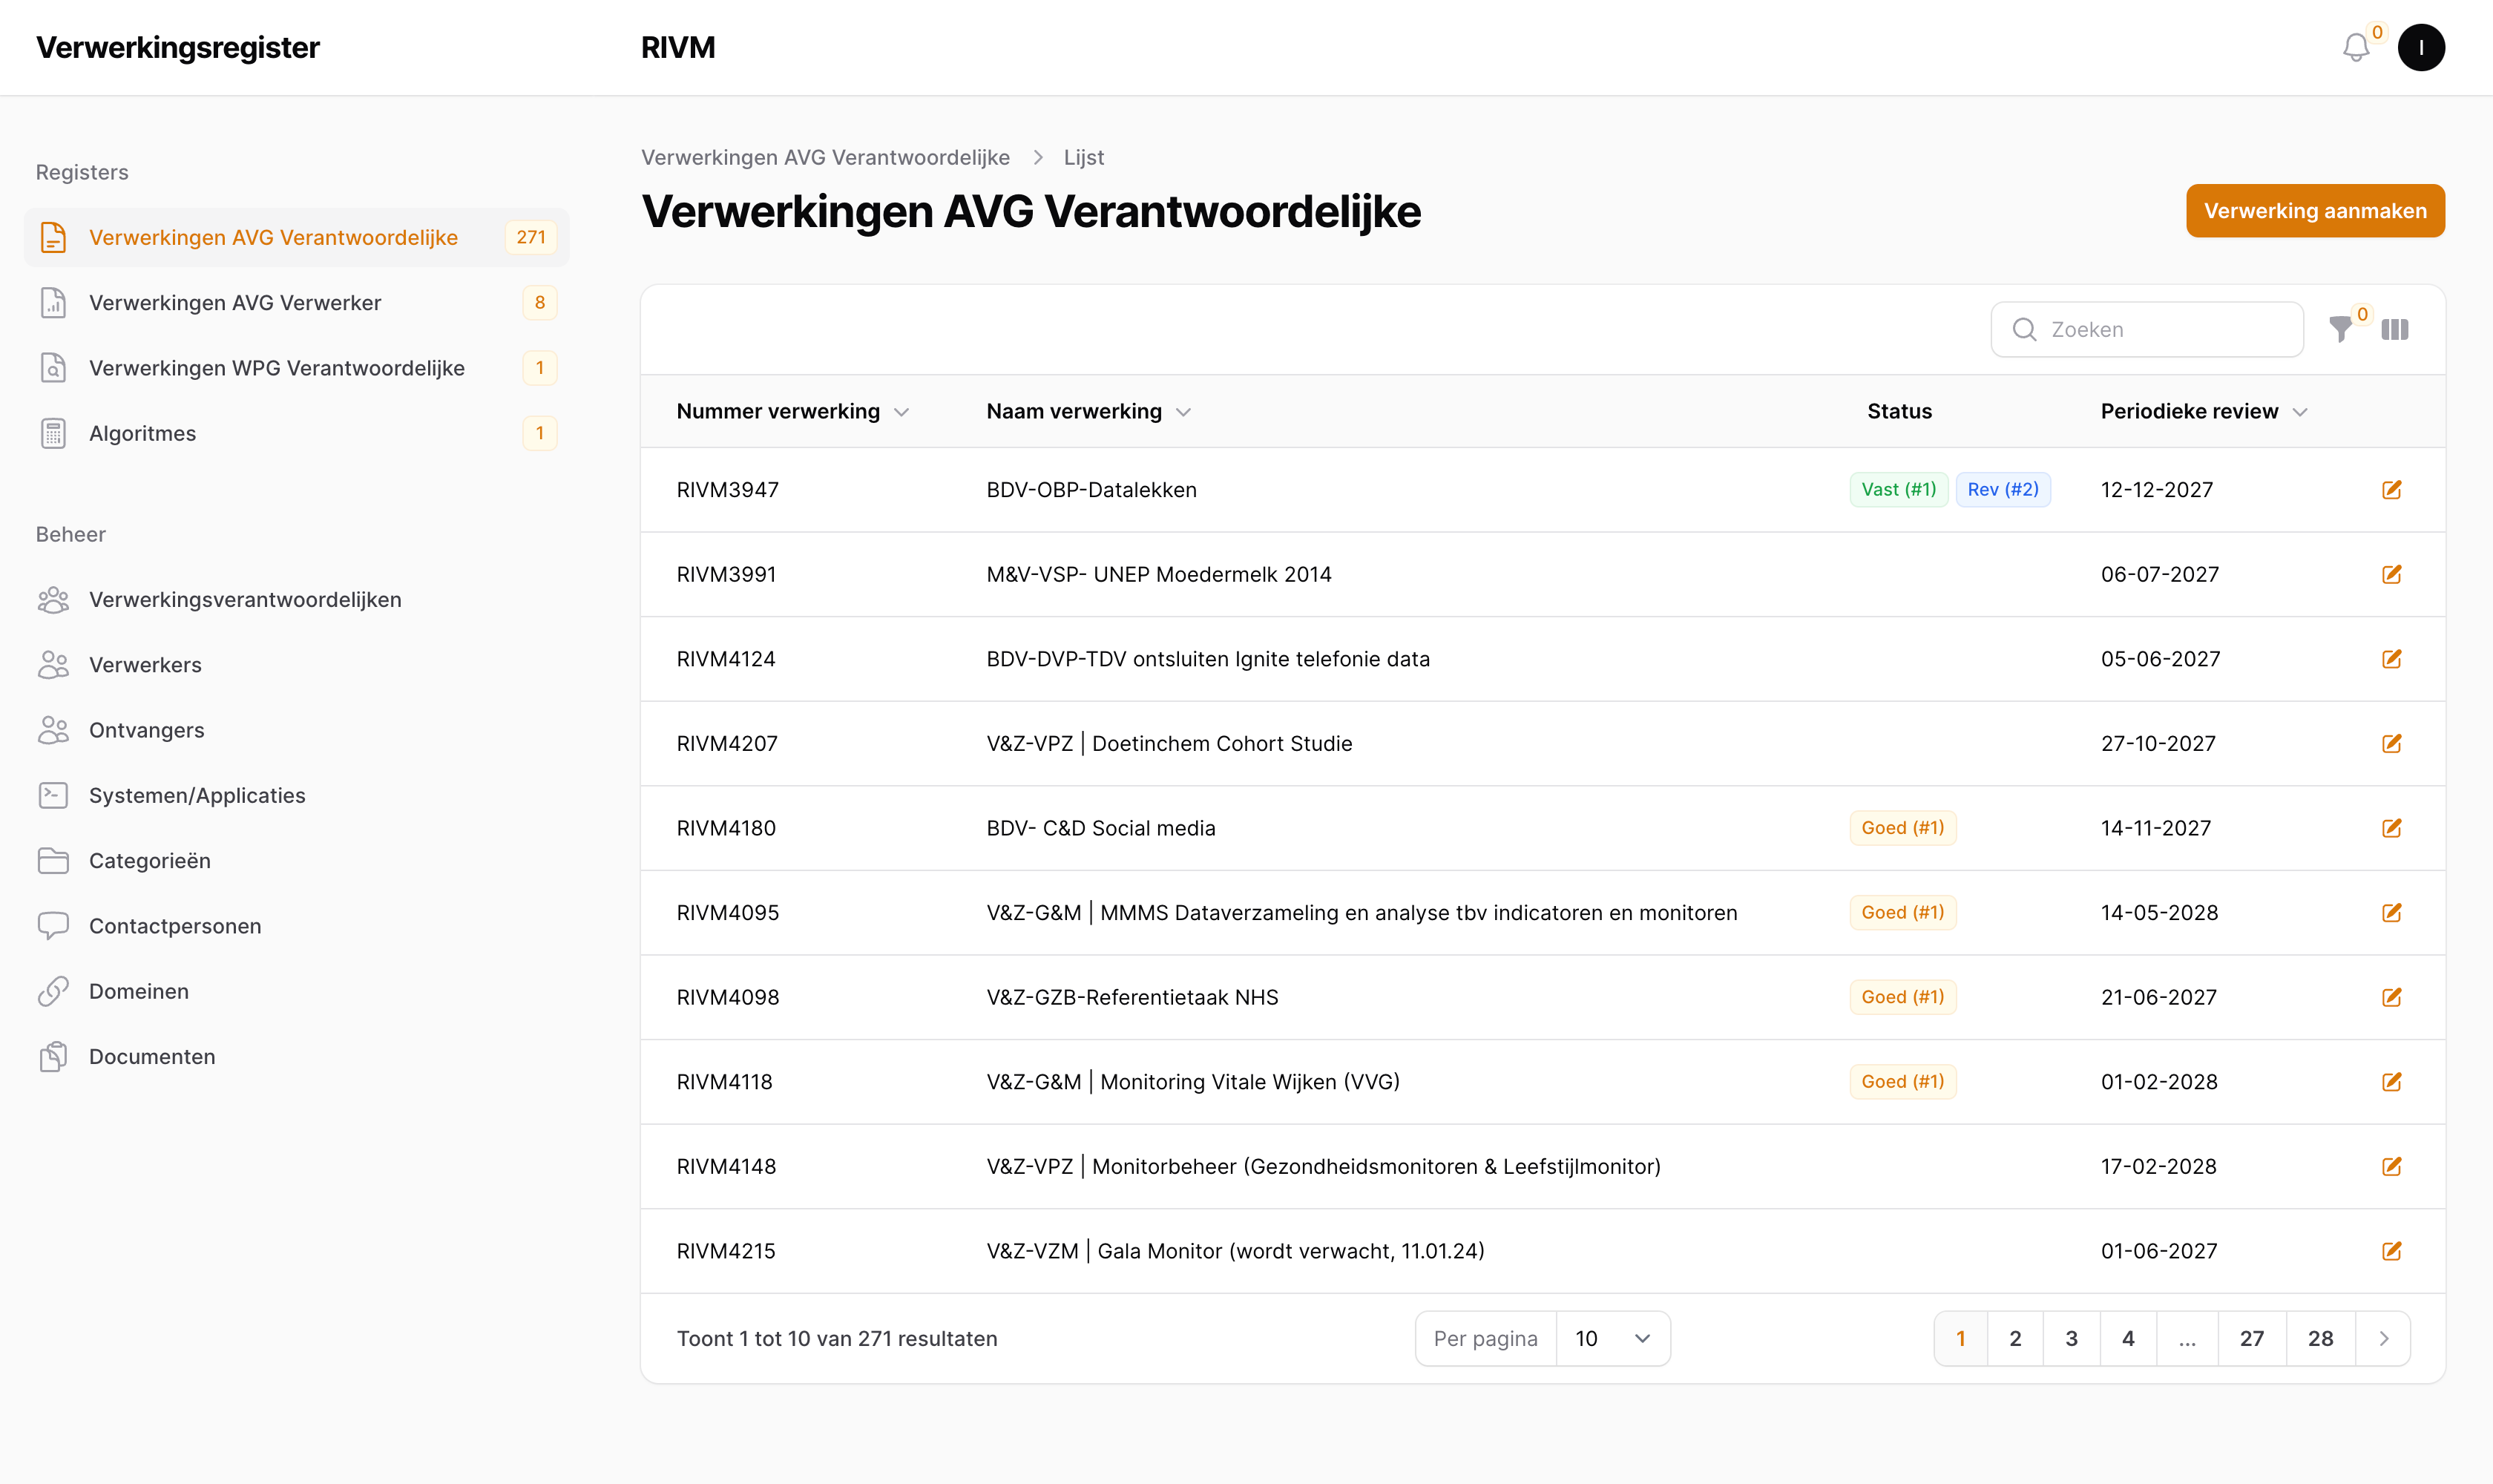 Verwerkingsregister
RIVM
0
I
Registers
Verwerkingen AVG Verantwoordelijke 271
Verwerkingen AVG Verwerker 8
Verwerkingen WPG Verantwoordelijke 1
Algoritmes 1
Beheer
Verwerkingsverantwoordelijken
Verwerkers
Ontvangers
Systemen/Applicaties
Categorieën
Contactpersonen
Domeinen
Documenten
Verwerkingen AVG Verantwoordelijke > Lijst
Verwerkingen AVG Verantwoordelijke
Verwerking aanmaken
Zoeken 0
Nummer verwerking Naam verwerking Status Periodieke review
RIVM3947 BDV-OBP-Datalekken Vast (#1) Rev (#2) 12-12-2027
RIVM3991 M&V-VSP- UNEP Moedermelk 2014 06-07-2027
RIVM4124 BDV-DVP-TDV ontsluiten Ignite telefonie data 05-06-2027
RIVM4207 V&Z-VPZ | Doetinchem Cohort Studie 27-10-2027
RIVM4180 BDV- C&D Social media Goed (#1) 14-11-2027
RIVM4095 V&Z-G&M | MMMS Dataverzameling en analyse tbv indicatoren en monitoren Goed (#1) 14-05-2028
RIVM4098 V&Z-GZB-Referentietaak NHS Goed (#1) 21-06-2027
RIVM4118 V&Z-G&M | Monitoring Vitale Wijken (VVG) Goed (#1) 01-02-2028
RIVM4148 V&Z-VPZ | Monitorbeheer (Gezondheidsmonitoren & Leefstijlmonitor) 17-02-2028
RIVM4215 V&Z-VZM | Gala Monitor (wordt verwacht, 11.01.24) 01-06-2027
Toont 1 tot 10 van 271 resultaten Per pagina 10 1 2 3 4 ... 27 28